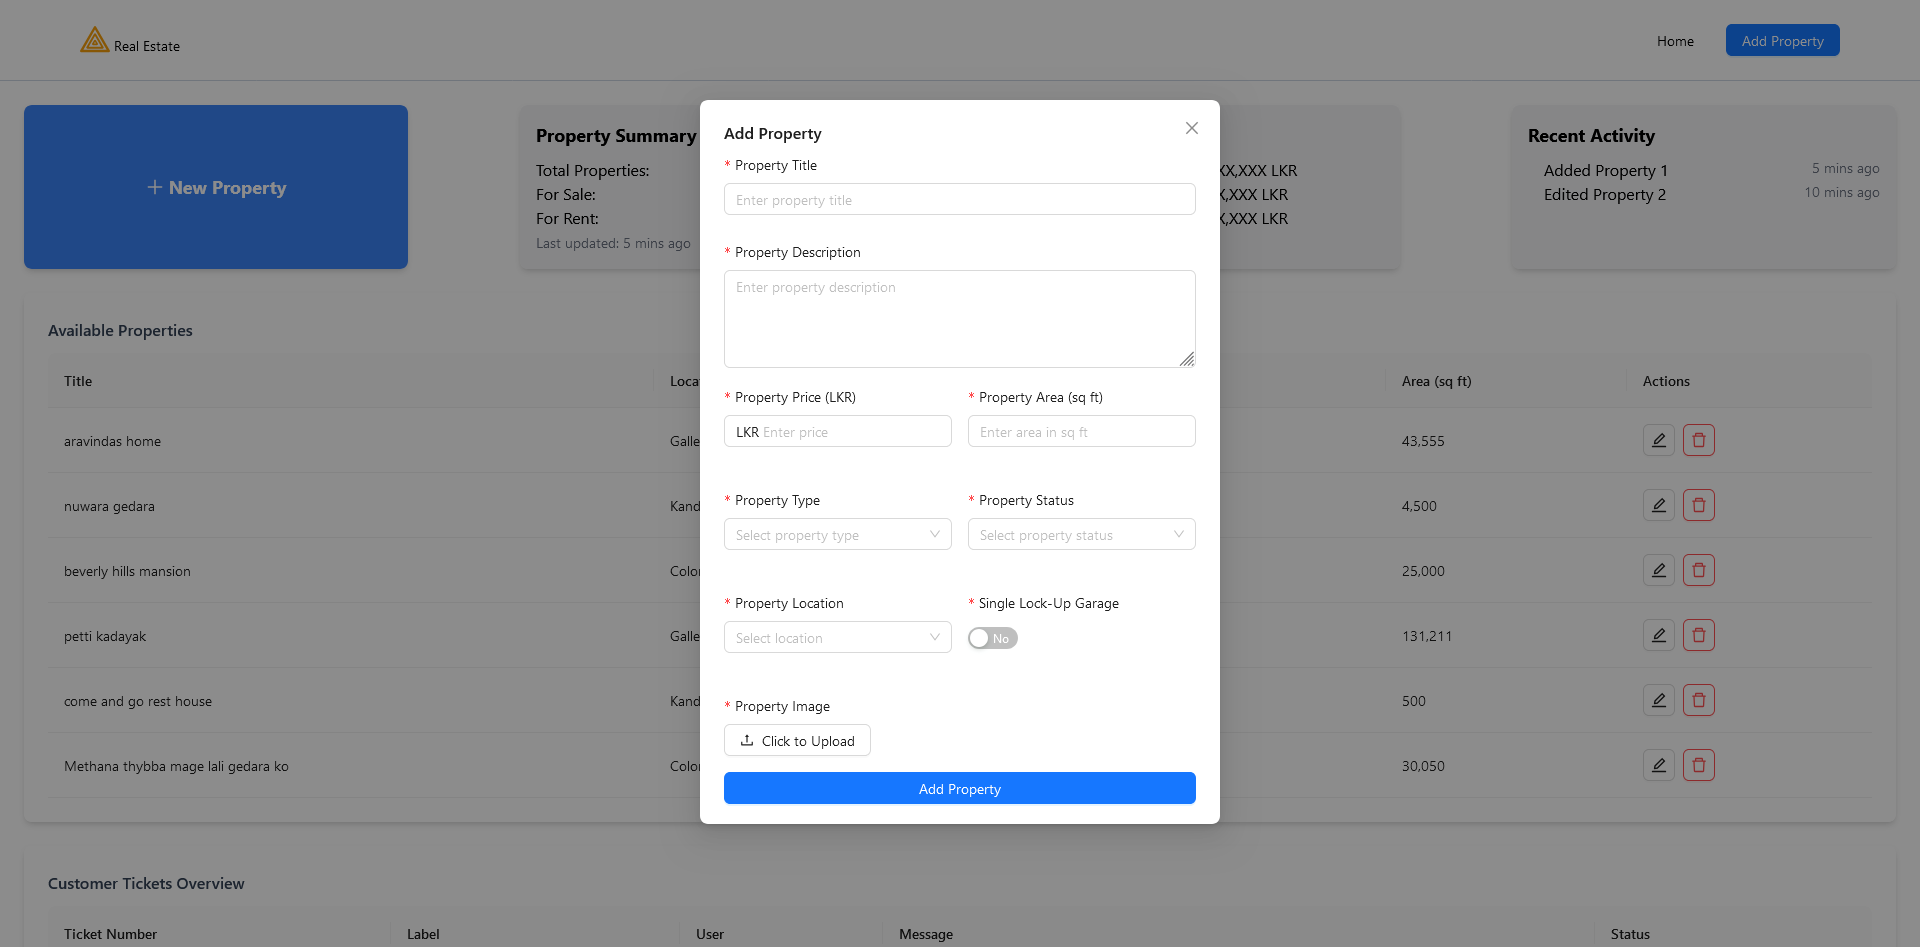 Real Estate
Home
Add Property
+ New Property
Property Summary
Total Properties:
For Sale:
For Rent:
Last updated: 5 mins ago
XX,XXX LKR
X,XXX LKR
X,XXX LKR
Recent Activity
Added Property 1 5 mins ago
Edited Property 2 10 mins ago
Add Property
* Property Title
Enter property title
* Property Description
Enter property description
* Property Price (LKR) * Property Area (sq ft)
LKR Enter price Enter area in sq ft
* Property Type * Property Status
Select property type Select property status
* Property Location * Single Lock-Up Garage
Select location No
* Property Image
Click to Upload
Add Property
Available Properties
Title Area (sq ft) Actions
aravindas home Galle 43,555
nuwara gedara 4,500
beverly hills mansion 25,000
petti kadayak Galle 131,211
come and go rest house 500
Methana thybba mage lali gedara ko 30,050
Customer Tickets Overview
Ticket Number Label User Message Status